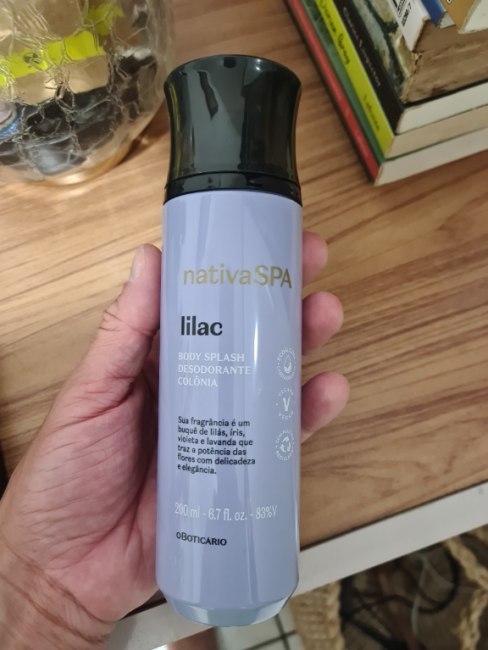 nativaSPA
lilac
BODY SPLASH
DESODORANTE
COLÔNIA
Sua fragrância é um
buquê de lilás, íris,
violeta e lavanda que
traz a potência das
flores com delicadeza
e elegância.
200 ml - 6.7 fl. oz. - 83%V
OBOTICÁRIO